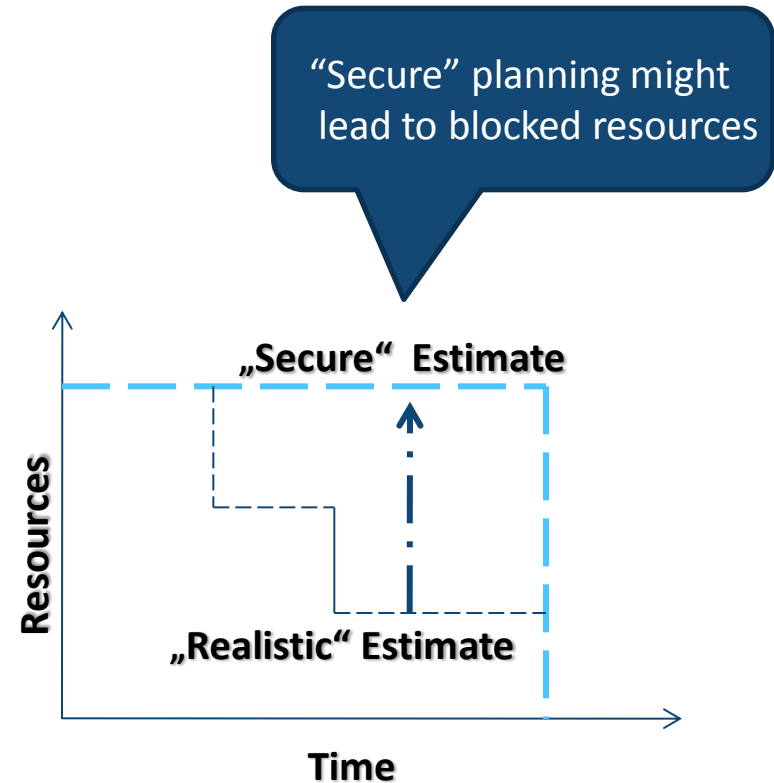 “Secure” planning might
lead to blocked resources
„Secure“ Estimate
Resources
„Realistic“ Estimate
Time